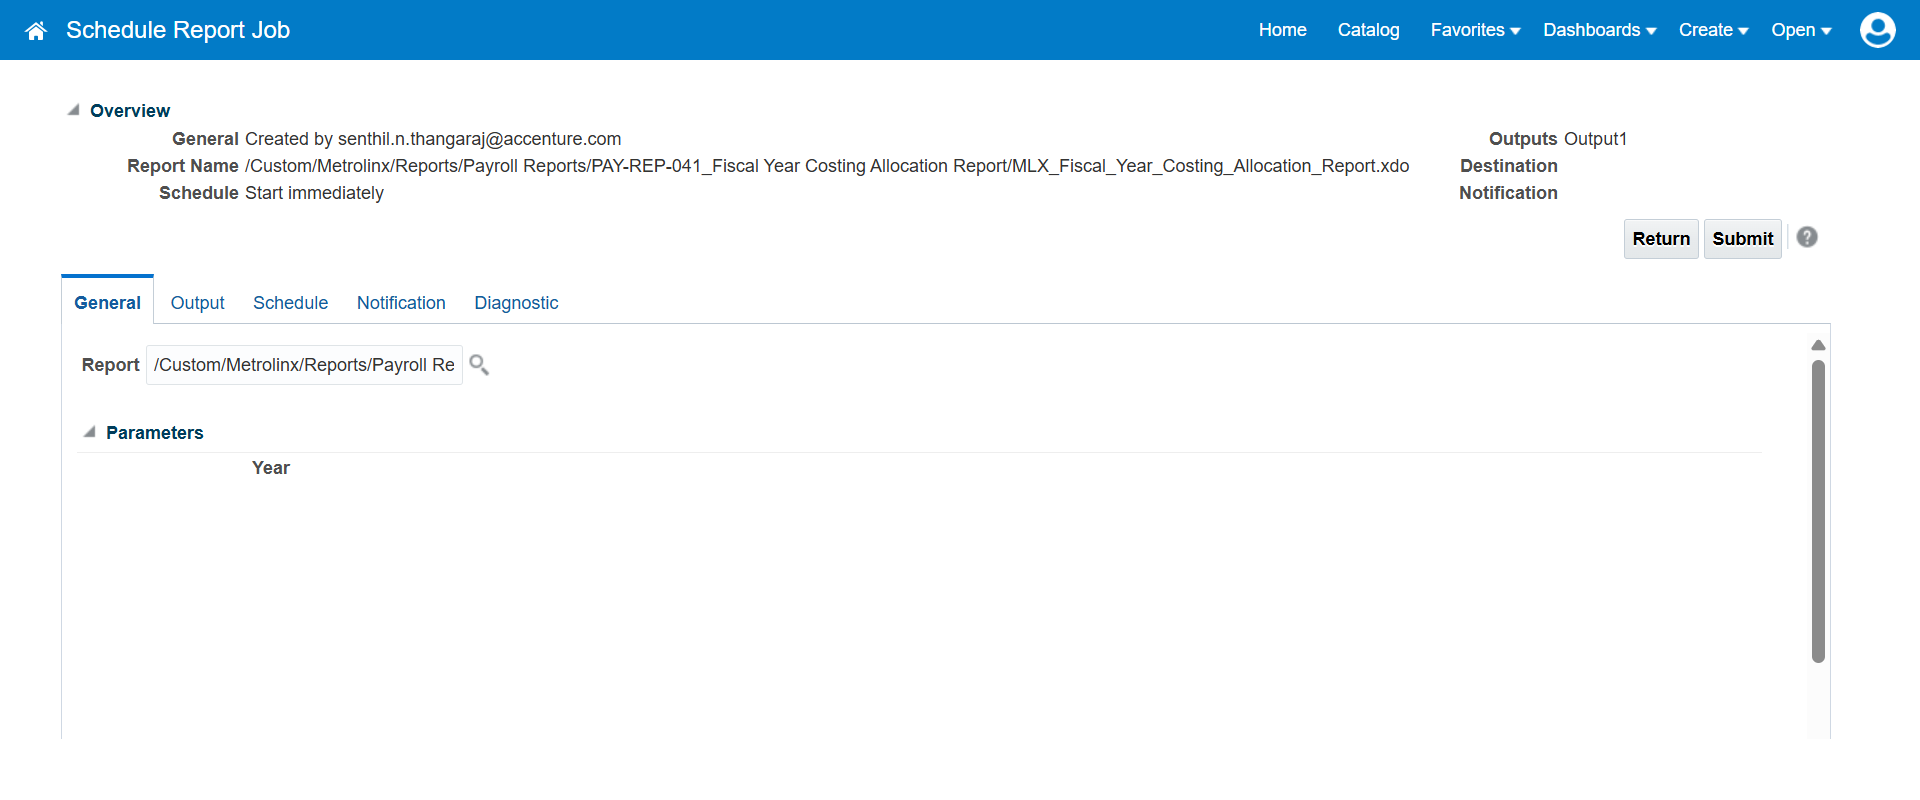 Schedule Report Job
Home Catalog Favorites Dashboards Create Open
Overview
General Created by senthil.n.thangaraj@accenture.com
Outputs Output1
Report Name /Custom/Metrolinx/Reports/Payroll Reports/PAY-REP-041_Fiscal Year Costing Allocation Report/MLX_Fiscal_Year_Costing_Allocation_Report.xdo
Destination
Schedule Start immediately
Notification
Return Submit ?
General Output Schedule Notification Diagnostic
Report /Custom/Metrolinx/Reports/Payroll Re
Parameters
Year